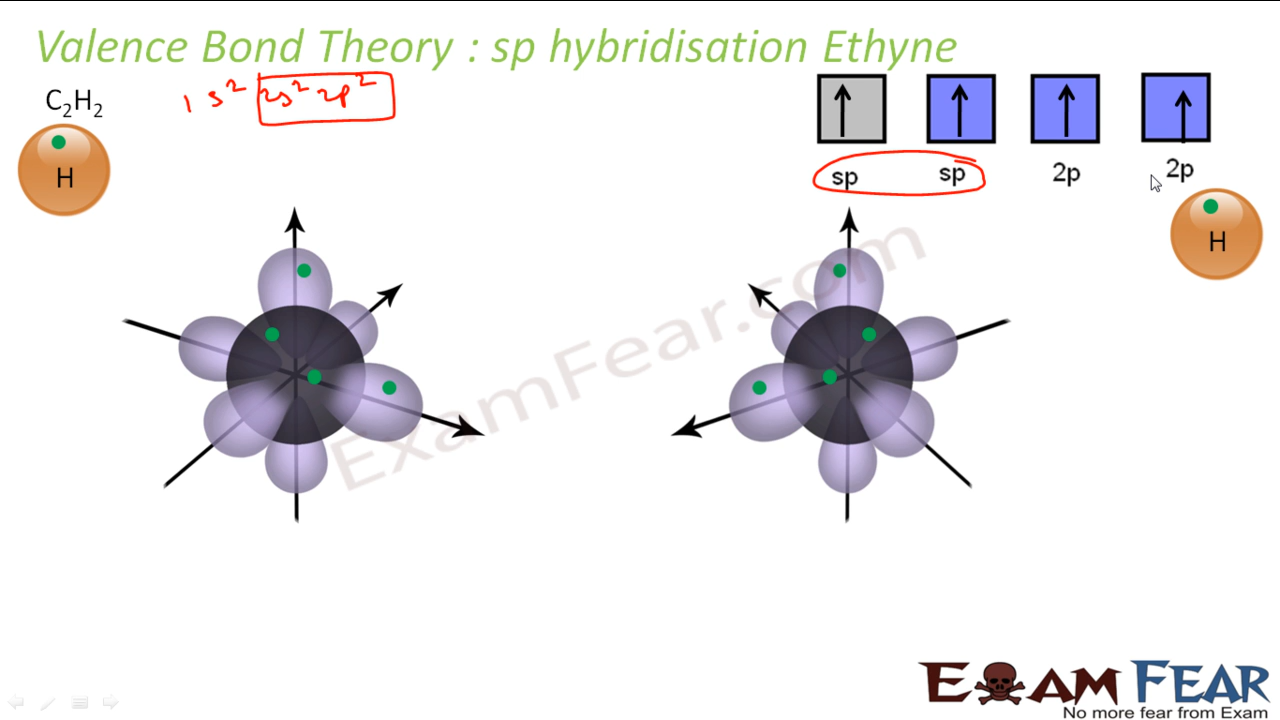 Valence Bond Theory : sp hybridisation Ethyne
C₂H₂
1s² 2s² 2p²
H
sp sp 2p 2p
H
ExamFear.com
EXAM FEAR
No more fear from Exam